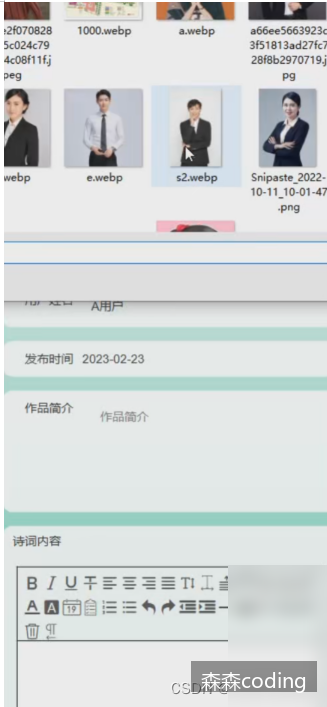 e2f070828
5c024c79
4c08f11f.j
peg
1000.webp
a.webp
a66ee5663923c
3f51813ad27fc7
28f8b2970719.j
pg
webp
e.webp
s2.webp
Snipaste_2022-
10-11_10-01-47
.png
用户姓名 A用户
发布时间 2023-02-23
作品简介 作品简介
诗词内容
森森coding